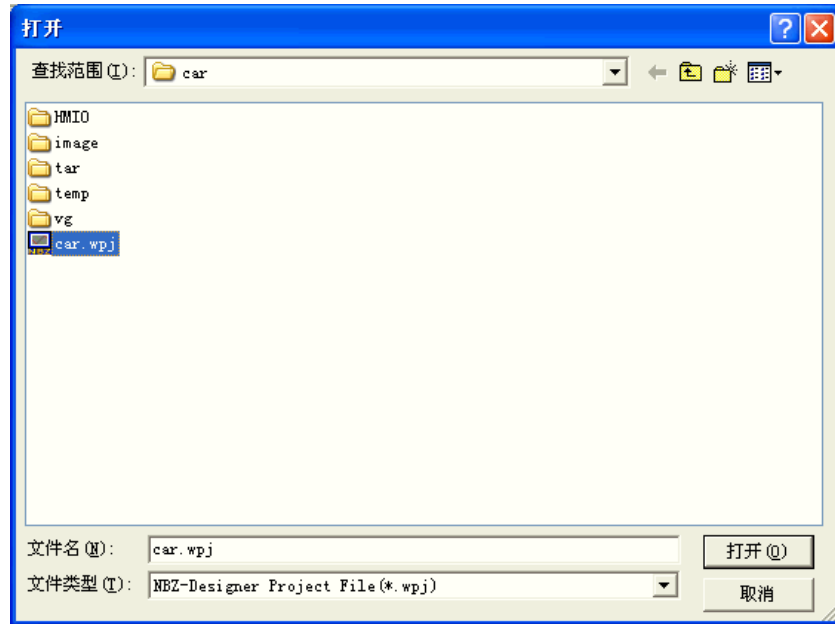 打开
查找范围(I): car
HMI0
image
tar
temp
vg
car.wpj
文件名(N): car.wpj
打开(O)
文件类型(T): NBZ-Designer Project File(*.wpj)
取消